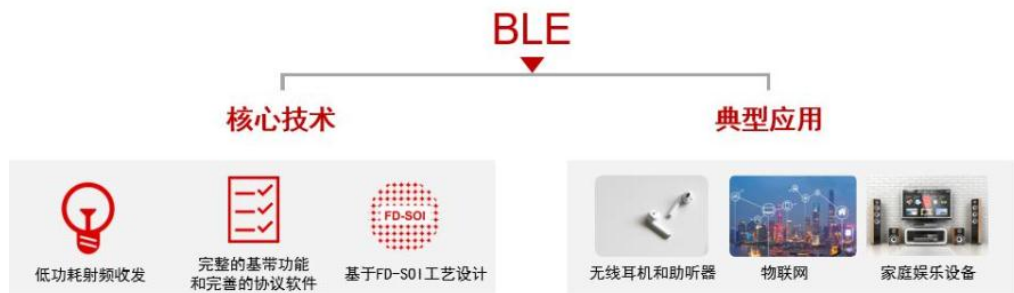 BLE
核心技术
典型应用
低功耗射频收发
完整的基带功能
和完善的协议软件
FD-SOI
基于FD-SOI工艺设计
无线耳机和助听器
物联网
家庭娱乐设备